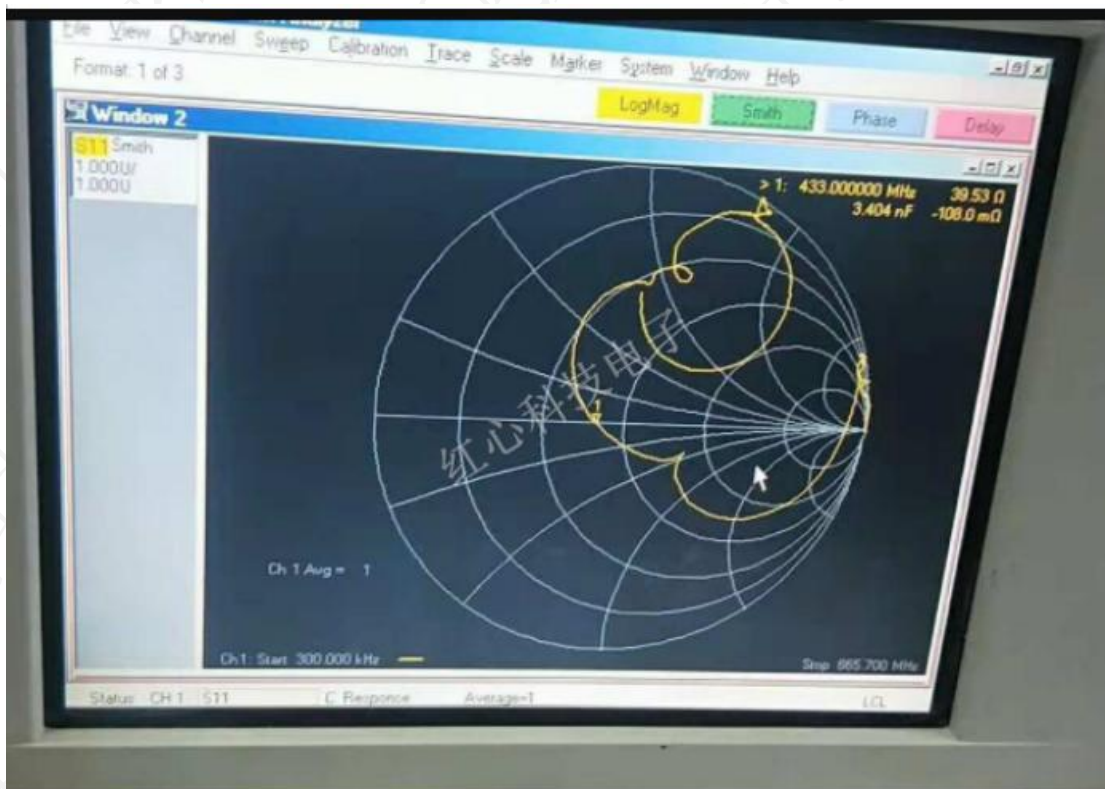 File View Channel Sweep Calibration Trace Scale Marker System Window Help
Format: 1 of 3
LogMag Smith Phase Delay
Window 2
S11 Smith
1.000U/
1.000U
> 1: 433.000000 MHz 39.53 Ω
3.404 nF -108.0 mΩ
1
红心科技电子
Ch 1 Avg = 1
Ch1: Start 300.000 kHz
Stop 665.700 MHz
Status CH 1 S11 C Response Average=1 LCL